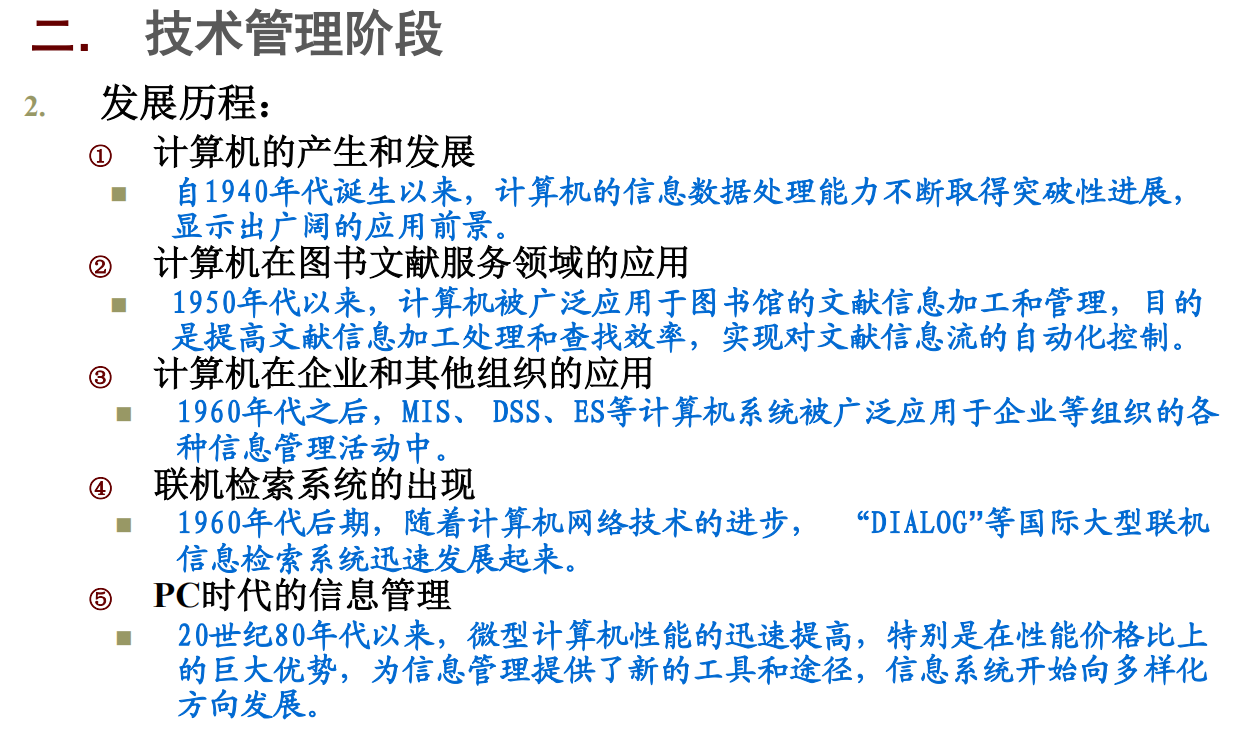 二. 技术管理阶段
2. 发展历程：
① 计算机的产生和发展
■ 自1940年代诞生以来，计算机的信息数据处理能力不断取得突破性进展，
显示出广阔的应用前景。
② 计算机在图书文献服务领域的应用
■ 1950年代以来，计算机被广泛应用于图书馆的文献信息加工和管理，目的
是提高文献信息加工处理和查找效率，实现对文献信息流的自动化控制。
③ 计算机在企业和其他组织的应用
■ 1960年代之后，MIS、 DSS、ES等计算机系统被广泛应用于企业等组织的各
种信息管理活动中。
④ 联机检索系统的出现
■ 1960年代后期，随着计算机网络技术的进步， “DIALOG”等国际大型联机
信息检索系统迅速发展起来。
⑤ PC时代的信息管理
■ 20世纪80年代以来，微型计算机性能的迅速提高，特别是在性能价格比上
的巨大优势，为信息管理提供了新的工具和途径，信息系统开始向多样化
方向发展。